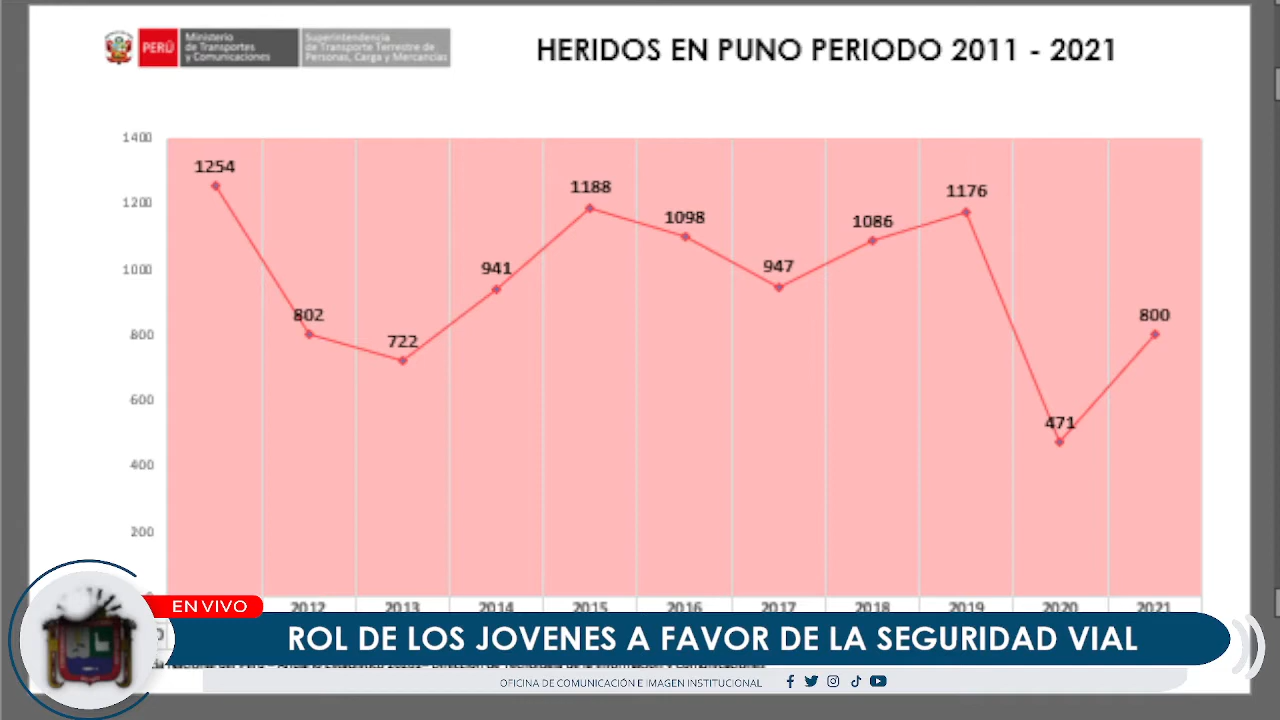 PERÚ
Ministerio
de Transportes
y Comunicaciones
Superintendencia
de Transporte Terrestre de
Personas, Carga y Mercancías
HERIDOS EN PUNO PERIODO 2011 - 2021
1400
1200
1000
800
600
400
200
1254
802
722
941
1188
1098
947
1086
1176
471
800
2012 2013 2014 2015 2016 2017 2018 2019 2020 2021
EN VIVO
ROL DE LOS JOVENES A FAVOR DE LA SEGURIDAD VIAL
OFICINA DE COMUNICACIÓN E IMAGEN INSTITUCIONAL